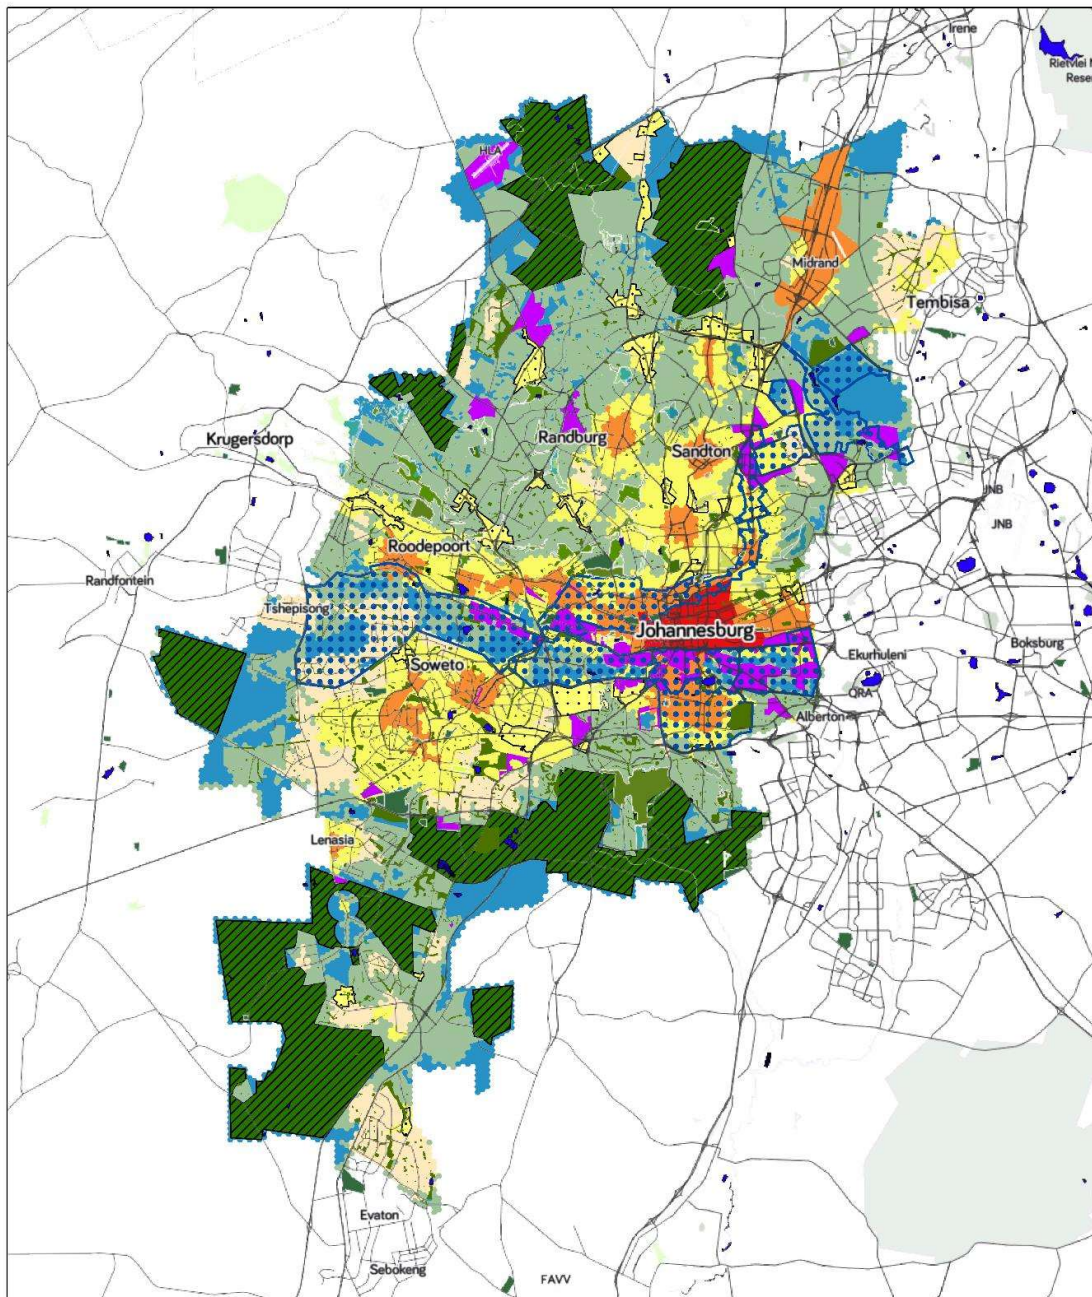 Irene
Rietvlei
Rese
HLA
Midrand
Tembisa
Krugersdorp
Randburg
Sandton
JNB
JNB
Roodepoort
Randfontein
Tshepisong
Johannesburg
Ekurhuleni
Boksburg
Soweto
QRA
Alberton
Lenasia
Evaton
Sebokeng
FAVV